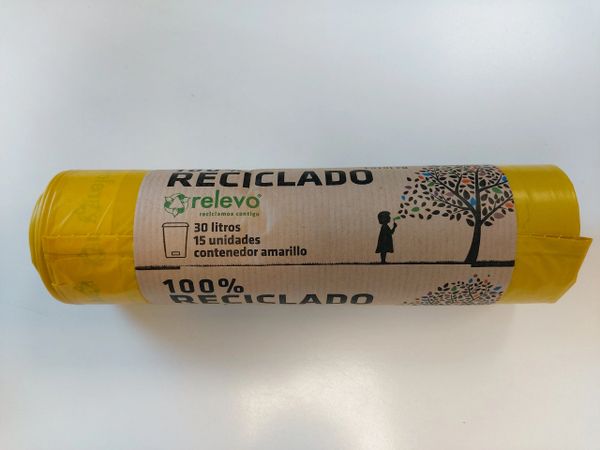 RECICLADO
relevo®
reciclamos contigo
30 litros
15 unidades
contenedor amarillo
100%
RECICLADO